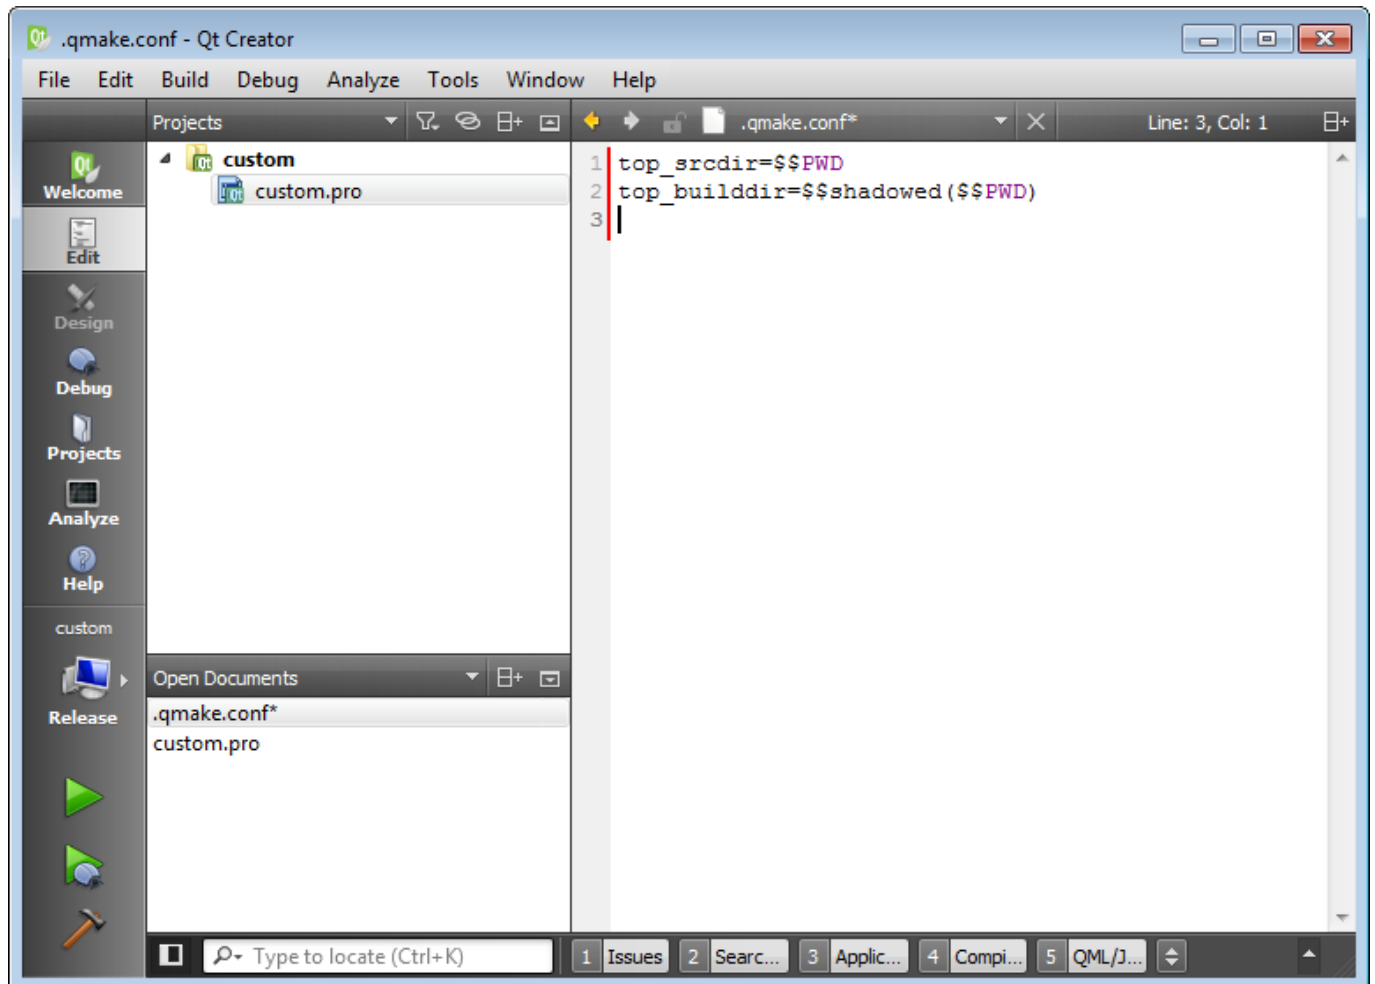 .qmake.conf - Qt Creator
File Edit Build Debug Analyze Tools Window Help
Projects
.qmake.conf*
Line: 3, Col: 1
Welcome
Edit
Design
Debug
Projects
Analyze
Help
custom
Release
custom
custom.pro
1 top_srcdir=$$PWD
2 top_builddir=$$shadowed($$PWD)
3
Open Documents
.qmake.conf*
custom.pro
Type to locate (Ctrl+K)
1 Issues 2 Searc... 3 Applic... 4 Compi... 5 QML/J...